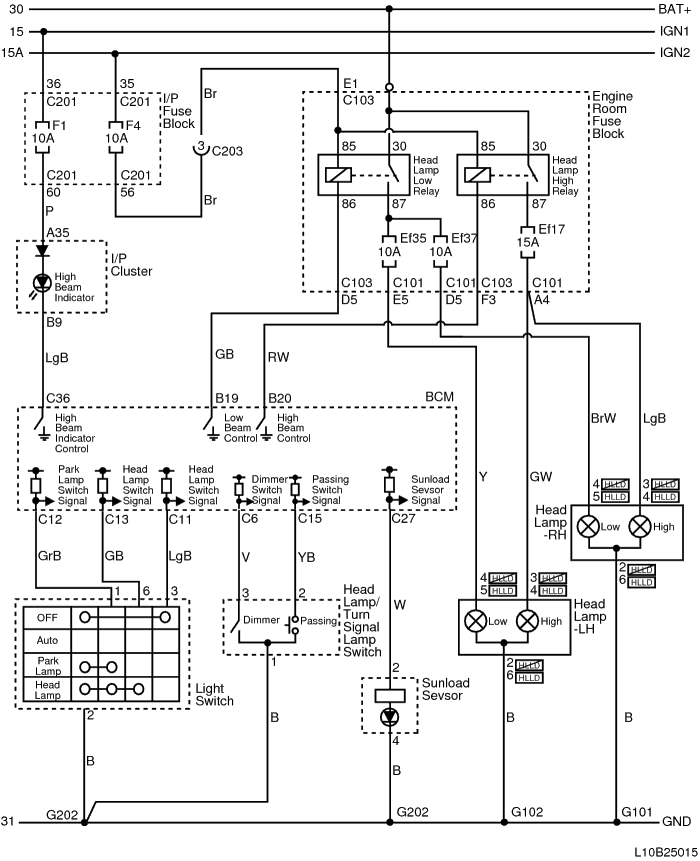 30 BAT+
15 IGN1
15A IGN2
36 35 E1
C201 C201 I/P Fuse Block Br C103 Engine Room Fuse Block
F1 10A F4 10A 3 C203
85 30 Head Lamp Low Relay 85 30 Head Lamp High Relay
C201 C201
60 56 Br 86 87 86 87
P
A35 Ef35 10A Ef37 10A Ef17 15A
I/P Cluster
High Beam Indicator C103 C101 C101 C103 C101
D5 E5 D5 F3 A4
B9
LgB GB RW
C36 B19 B20 BCM
High Beam Indicator Control Low Beam Control High Beam Control BrW LgB
Park Lamp Switch Signal Head Lamp Switch Signal Head Lamp Switch Signal Dimmer Switch Signal Passing Switch Signal Sunload Sevsor Signal Y GW
4 HLLD 3 HLLD
5 HLLD 4 HLLD
C12 C13 C11 C6 C15 C27 Head Lamp -RH Low High
GrB GB LgB V YB
2 HLLD
6 HLLD
4 HLLD 3 HLLD
5 HLLD 4 HLLD
1 6 3 3 2 Head Lamp/ Turn Signal Lamp Switch W
OFF Dimmer Passing Low High Head Lamp -LH
Auto
Park Lamp 1 2 HLLD
6 HLLD
Head Lamp Light Switch 2 Sunload Sevsor
2 B B B
4
B B
31 G202 G202 G102 G101 GND
L10B25015